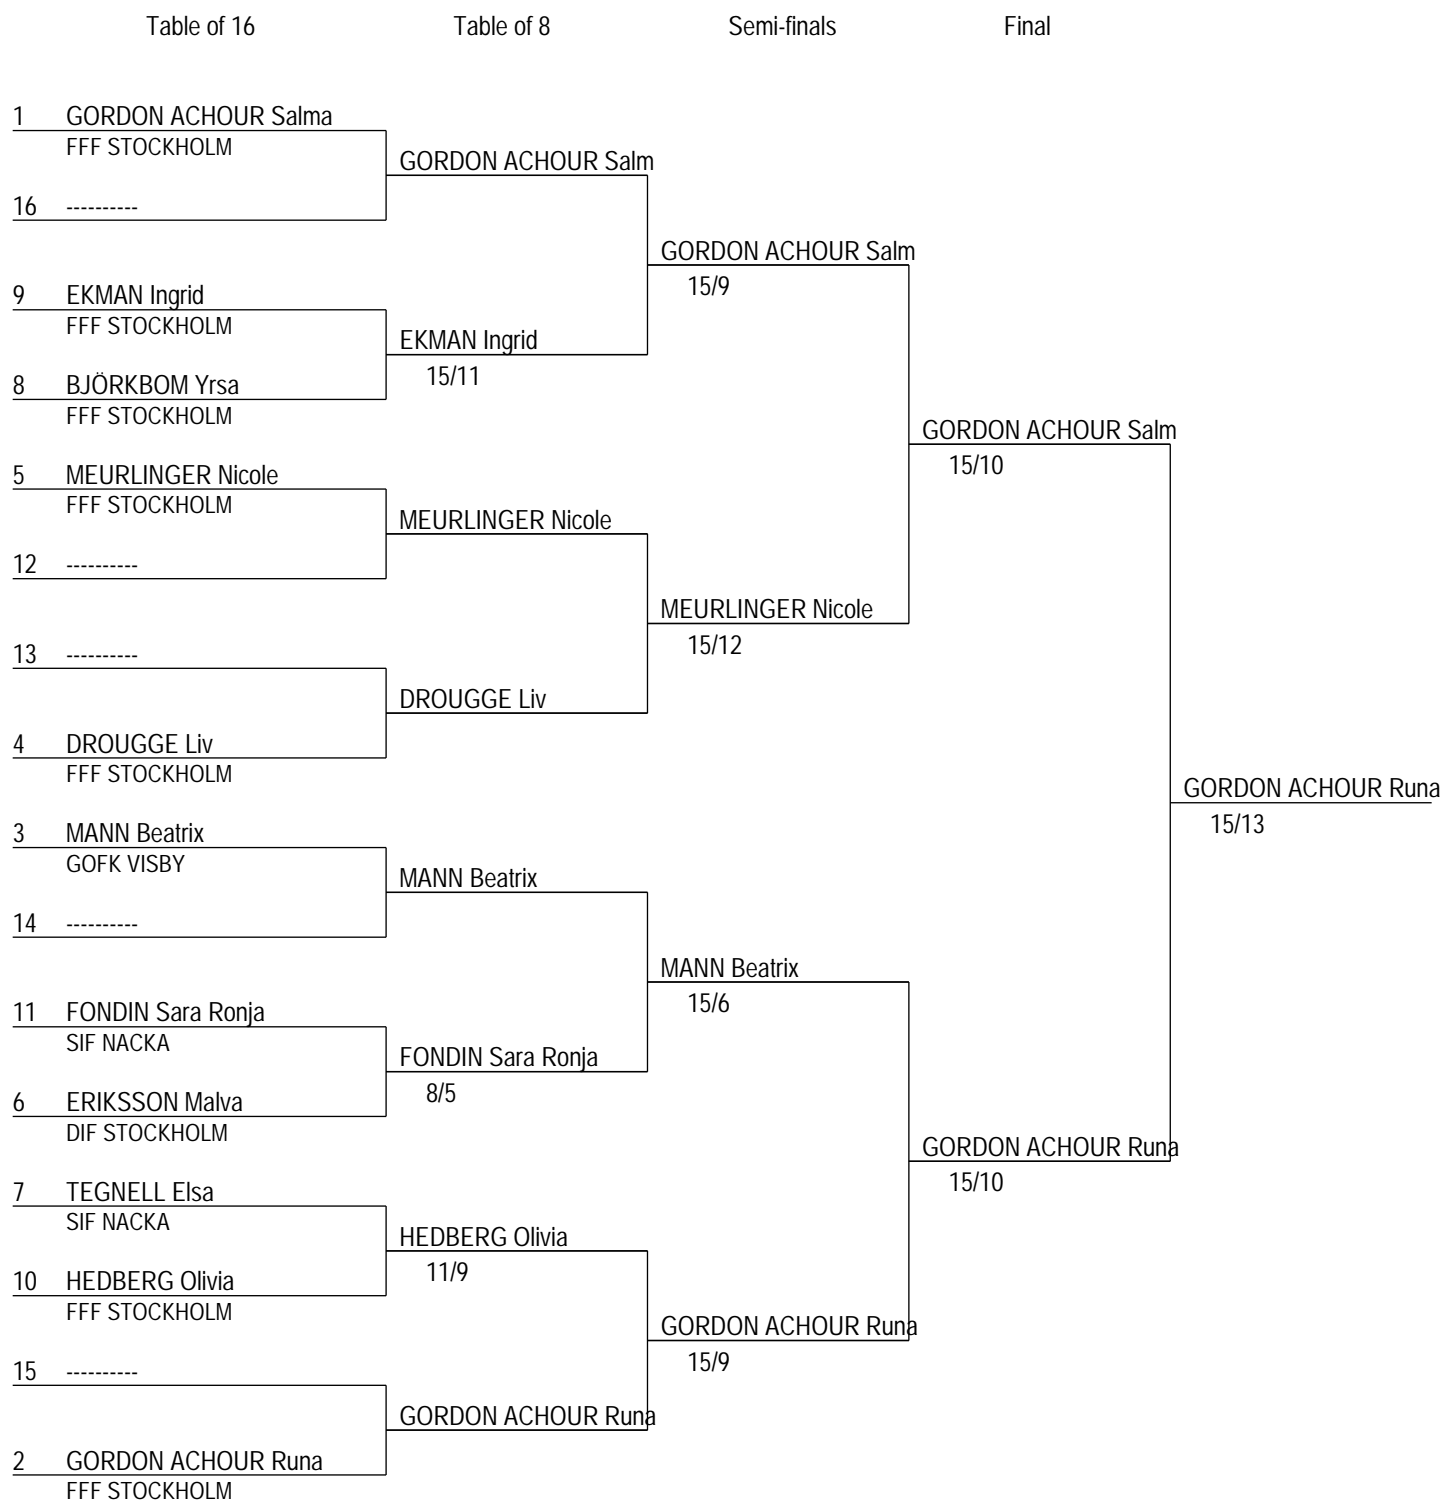 Table of 16 Table of 8 Semi-finals Final
1 GORDON ACHOUR Salma
FFF STOCKHOLM
GORDON ACHOUR Salm
16 ----------
GORDON ACHOUR Salm
15/9
9 EKMAN Ingrid
FFF STOCKHOLM
EKMAN Ingrid
15/11
8 BJÖRKBOM Yrsa
FFF STOCKHOLM
GORDON ACHOUR Salm
15/10
5 MEURLINGER Nicole
FFF STOCKHOLM
MEURLINGER Nicole
12 ----------
MEURLINGER Nicole
15/12
13 ----------
DROUGGE Liv
4 DROUGGE Liv
FFF STOCKHOLM
GORDON ACHOUR Runa
15/13
3 MANN Beatrix
GOFK VISBY
MANN Beatrix
14 ----------
MANN Beatrix
15/6
11 FONDIN Sara Ronja
SIF NACKA
FONDIN Sara Ronja
8/5
6 ERIKSSON Malva
DIF STOCKHOLM
GORDON ACHOUR Runa
15/10
7 TEGNELL Elsa
SIF NACKA
HEDBERG Olivia
11/9
10 HEDBERG Olivia
FFF STOCKHOLM
GORDON ACHOUR Runa
15/9
15 ----------
GORDON ACHOUR Runa
2 GORDON ACHOUR Runa
FFF STOCKHOLM